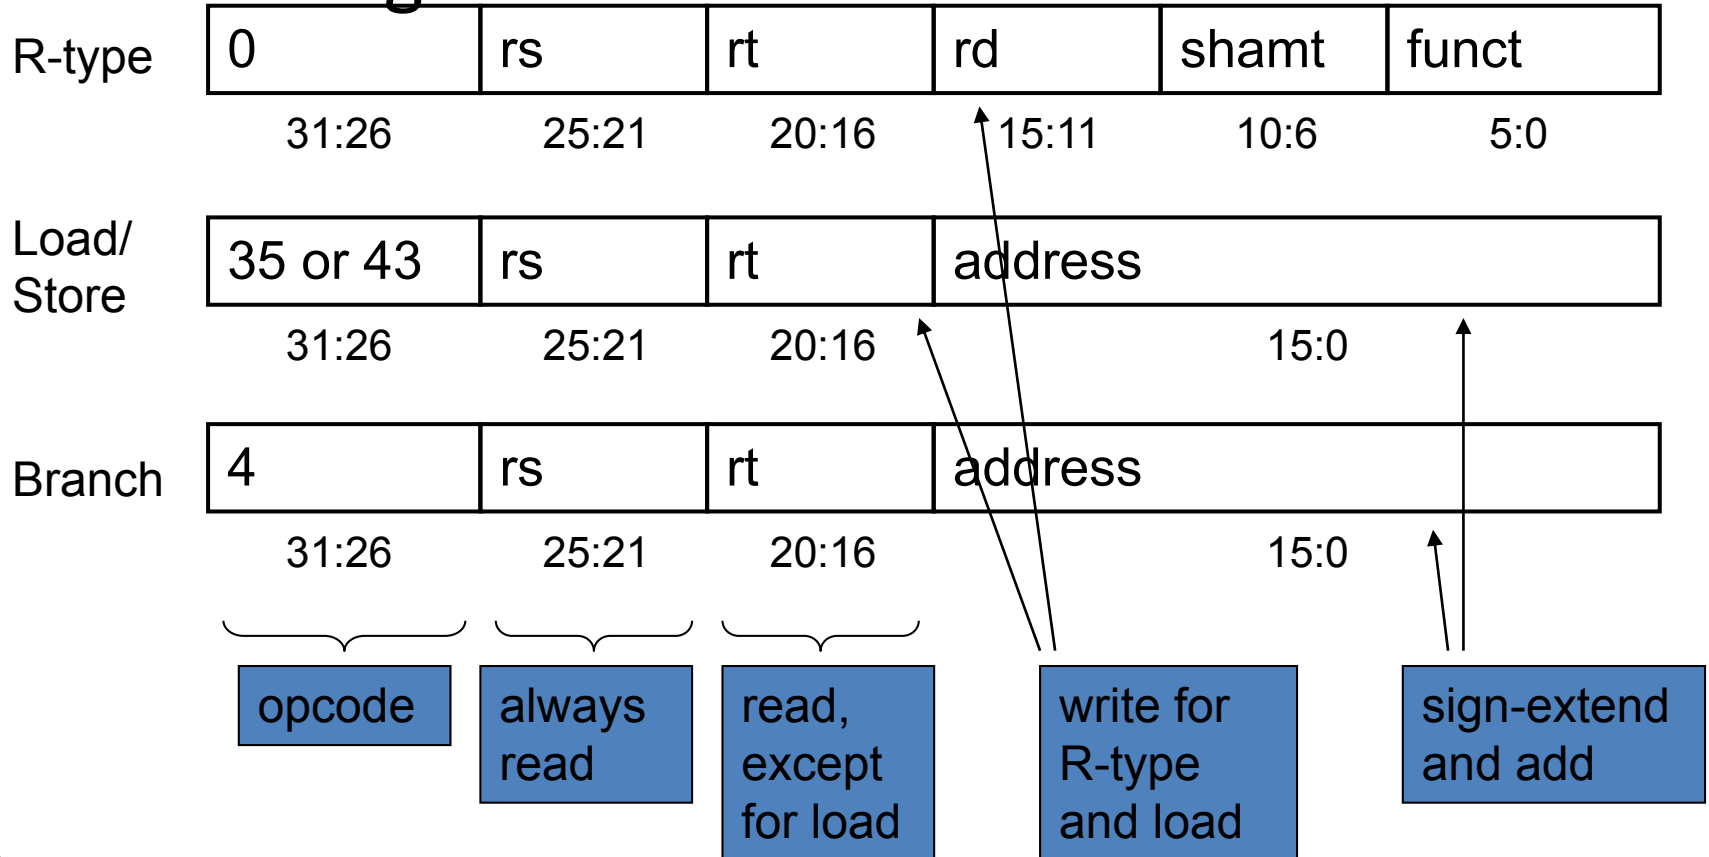 R-type 0 rs rt rd shamt funct
31:26 25:21 20:16 15:11 10:6 5:0
Load/
Store
35 or 43 rs rt address
31:26 25:21 20:16 15:0
Branch 4 rs rt address
31:26 25:21 20:16 15:0
opcode
always
read
read,
except
for load
write for
R-type
and load
sign-extend
and add